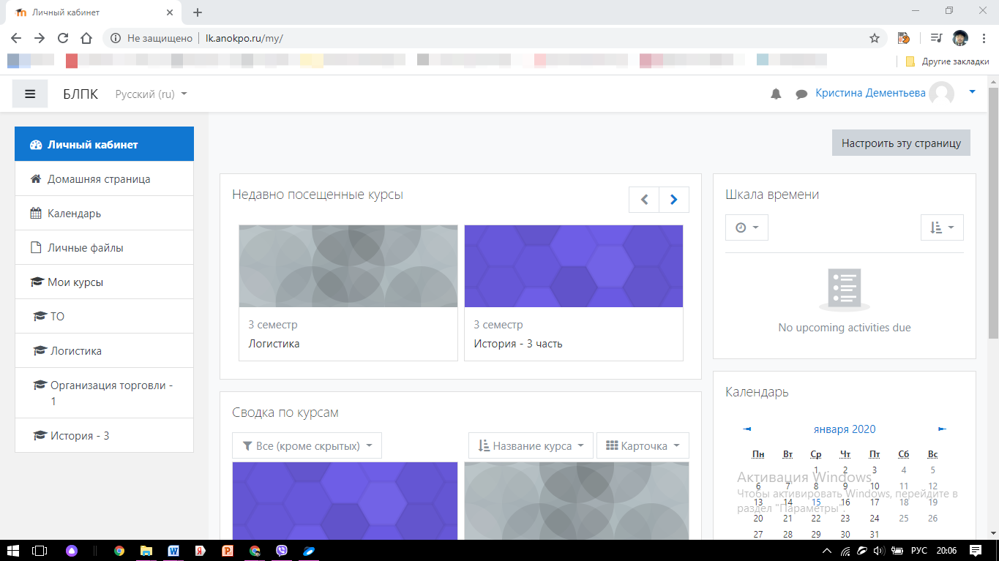 Личный кабинет
Не защищено
lk.anokpo.ru/my/
Другие закладки
БЛПК
Русский (ru)
Кристина Дементьева
Личный кабинет
Домашняя страница
Календарь
Личные файлы
Мои курсы
ТО
Логистика
Организация торговли -
1
История - 3
Настроить эту страницу
Недавно посещенные курсы
3 семестр
Логистика
3 семестр
История - 3 часть
Сводка по курсам
Все (кроме скрытых)
Название курса
Карточка
Шкала времени
No upcoming activities due
Календарь
января 2020
Пн Вт Ср Чт Пт Сб Вс
1 2 3 4 5
6 7 8 9 10 11 12
13 14 15 16 17 18 19
20 21 22 23 24 25 26
27 28 29 30 31
Активация Windows
Чтобы активировать Windows, перейдите в
раздел "Параметры".
РУС
20:06